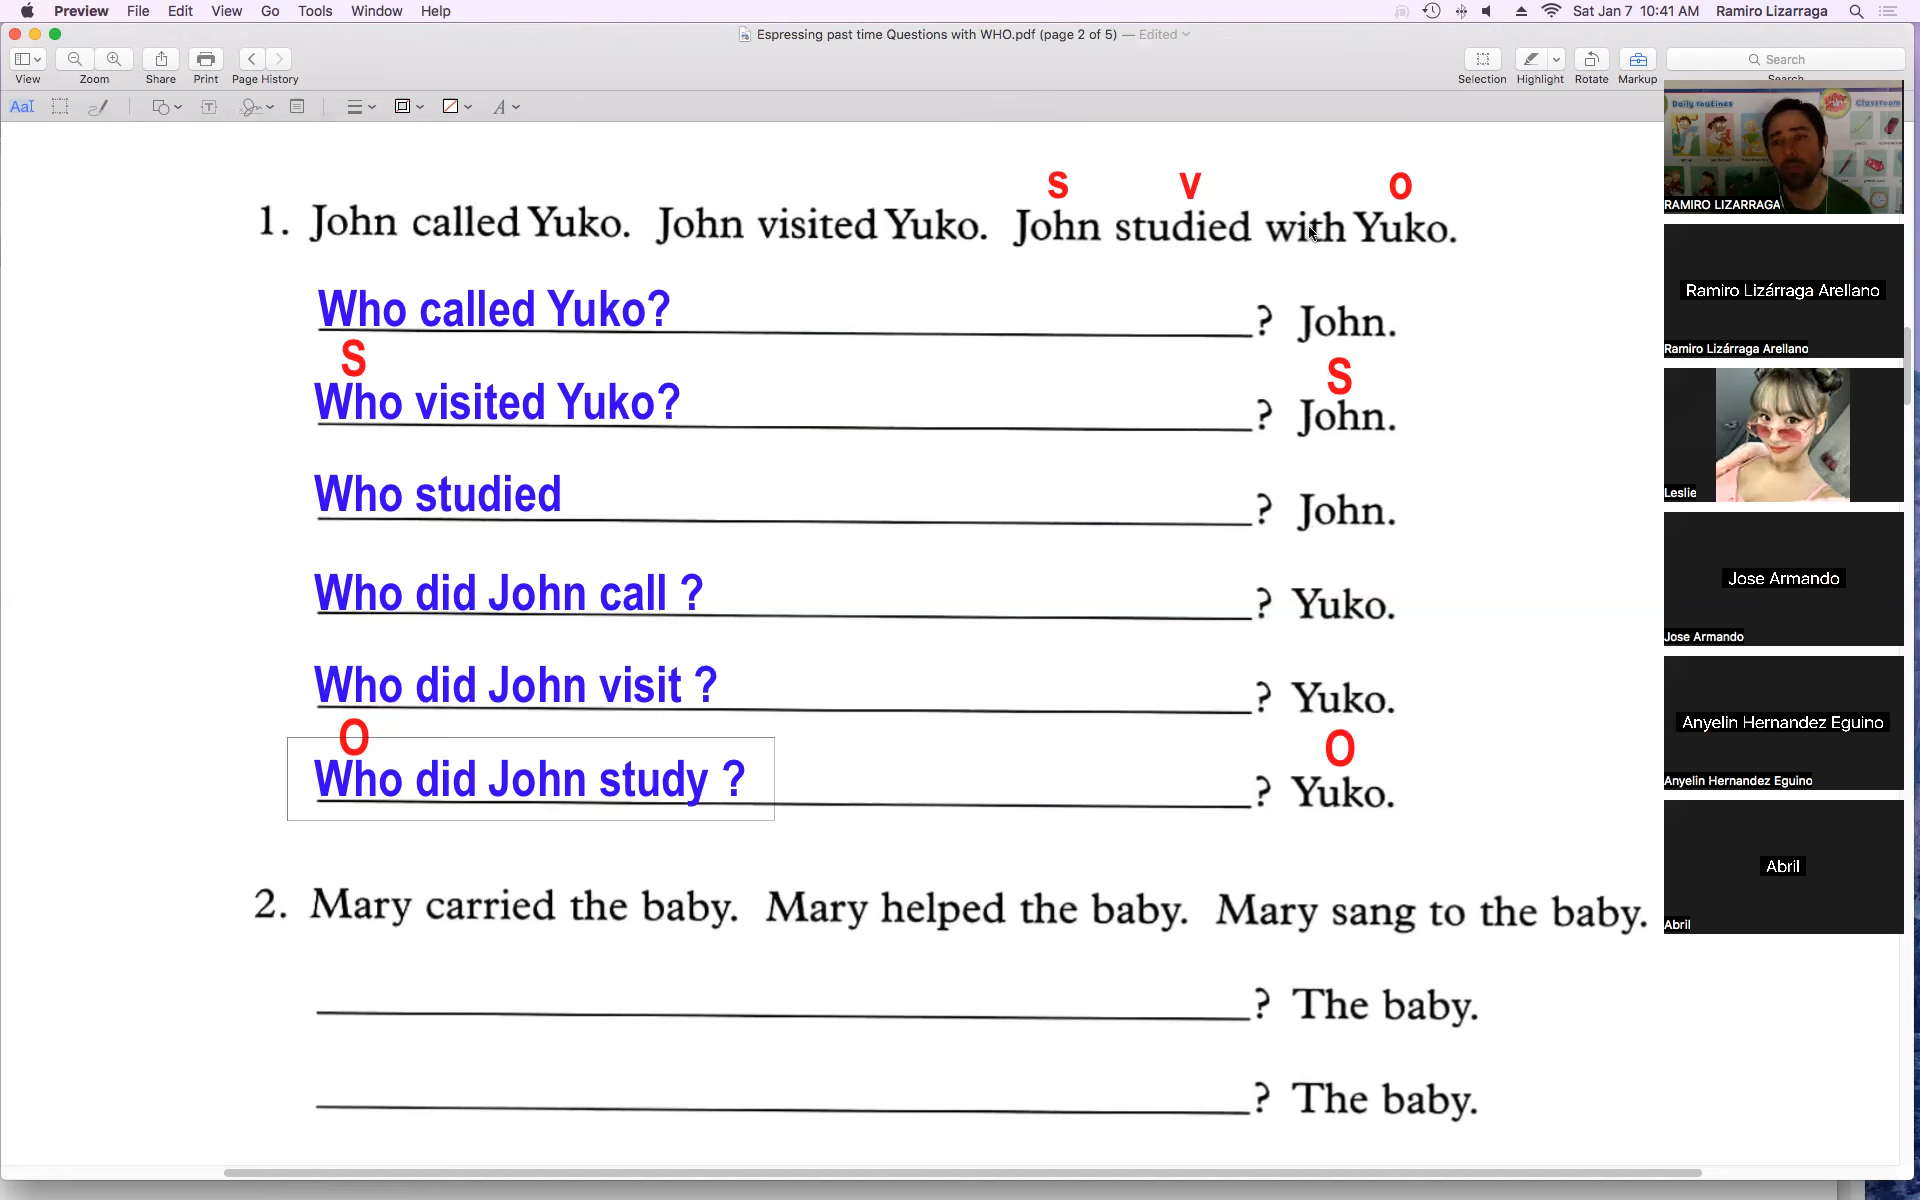 Preview File Edit View Go Tools Window Help Sat Jan 7 10:41 AM Ramiro Lizarraga
Espressing past time Questions with WHO.pdf (page 2 of 5) — Edited
View Zoom Share Print Page History Selection Highlight Rotate Markup Search
Search
AaI T A
Daily routines Classroom
RAMIRO LIZARRAGA
S V O
1. John called Yuko. John visited Yuko. John studied with Yuko.
Who called Yuko? ? John.
S S
Who visited Yuko? ? John.
Who studied ? John.
Who did John call ? ? Yuko.
Who did John visit ? ? Yuko.
O O
Who did John study ? ? Yuko.
2. Mary carried the baby. Mary helped the baby. Mary sang to the baby.
? The baby.
? The baby.
Ramiro Lizárraga Arellano
Ramiro Lizárraga Arellano
Leslie
Jose Armando
Jose Armando
Anyelin Hernandez Eguino
Anyelin Hernandez Eguino
Abril
Abril